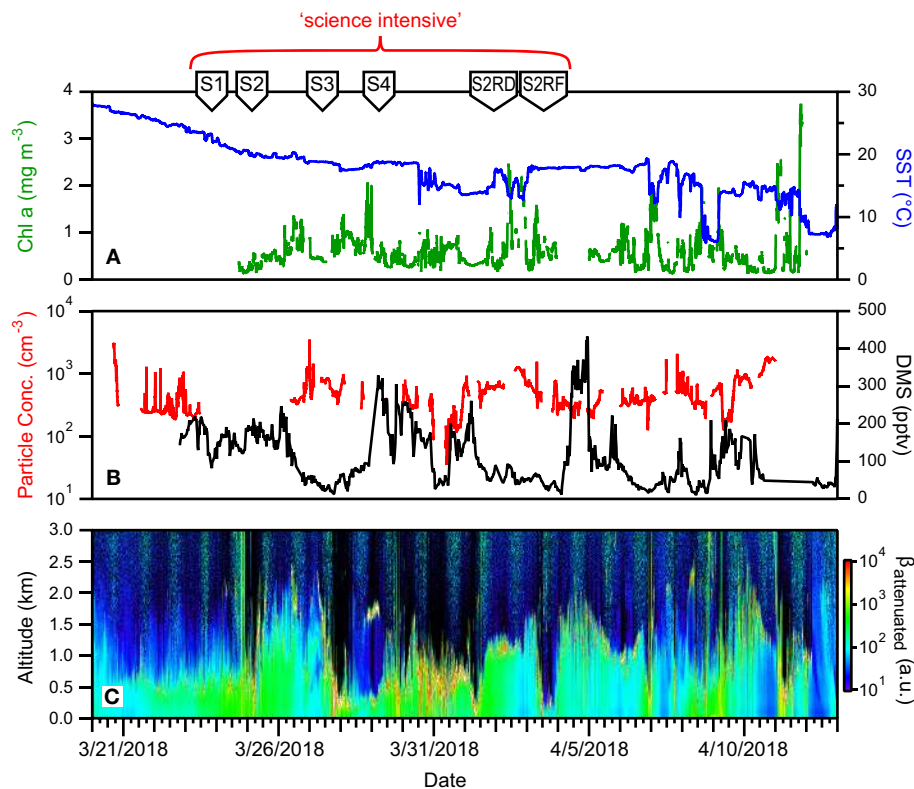 ‘science intensive’
S1 S2 S3 S4 S2RD S2RF
4 30
3
20
2
10
1
0 0
Chl a (mg m⁻³)
SST (°C)
A
10⁴ 500
400
10³
300
10² 200
100
10¹ 0
Particle Conc. (cm⁻³)
DMS (pptv)
B
3.0
2.5
2.0
1.5
1.0
0.5
0.0
Altitude (km)
C
10⁴
10³
10²
10¹
βattenuated (a.u.)
3/21/2018 3/26/2018 3/31/2018 4/5/2018 4/10/2018
Date